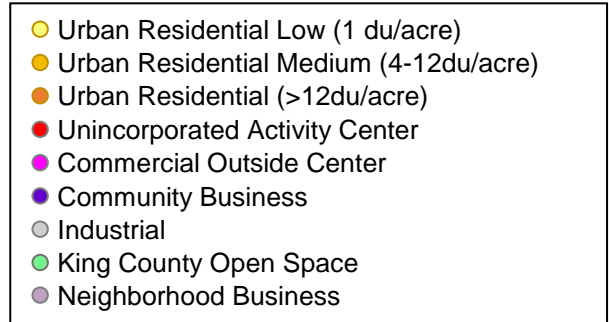 Urban Residential Low (1 du/acre)
Urban Residential Medium (4-12du/acre)
Urban Residential (>12du/acre)
Unincorporated Activity Center
Commercial Outside Center
Community Business
Industrial
King County Open Space
Neighborhood Business